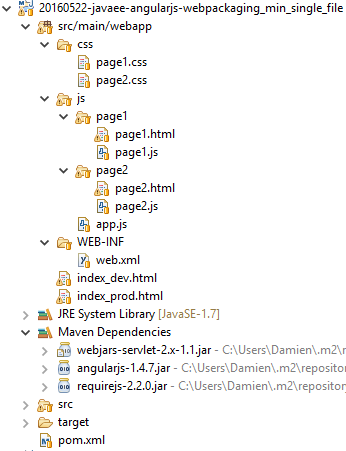 20160522-javaee-angularjs-webpackaging_min_single_file
src/main/webapp
css
page1.css
page2.css
js
page1
page1.html
page1.js
page2
page2.html
page2.js
app.js
WEB-INF
web.xml
index_dev.html
index_prod.html
JRE System Library [JavaSE-1.7]
Maven Dependencies
webjars-servlet-2.x-1.1.jar - C:\Users\Damien\.m2\repo
angularjs-1.4.7.jar - C:\Users\Damien\.m2\repositor
requirejs-2.2.0.jar - C:\Users\Damien\.m2\repository
src
target
pom.xml